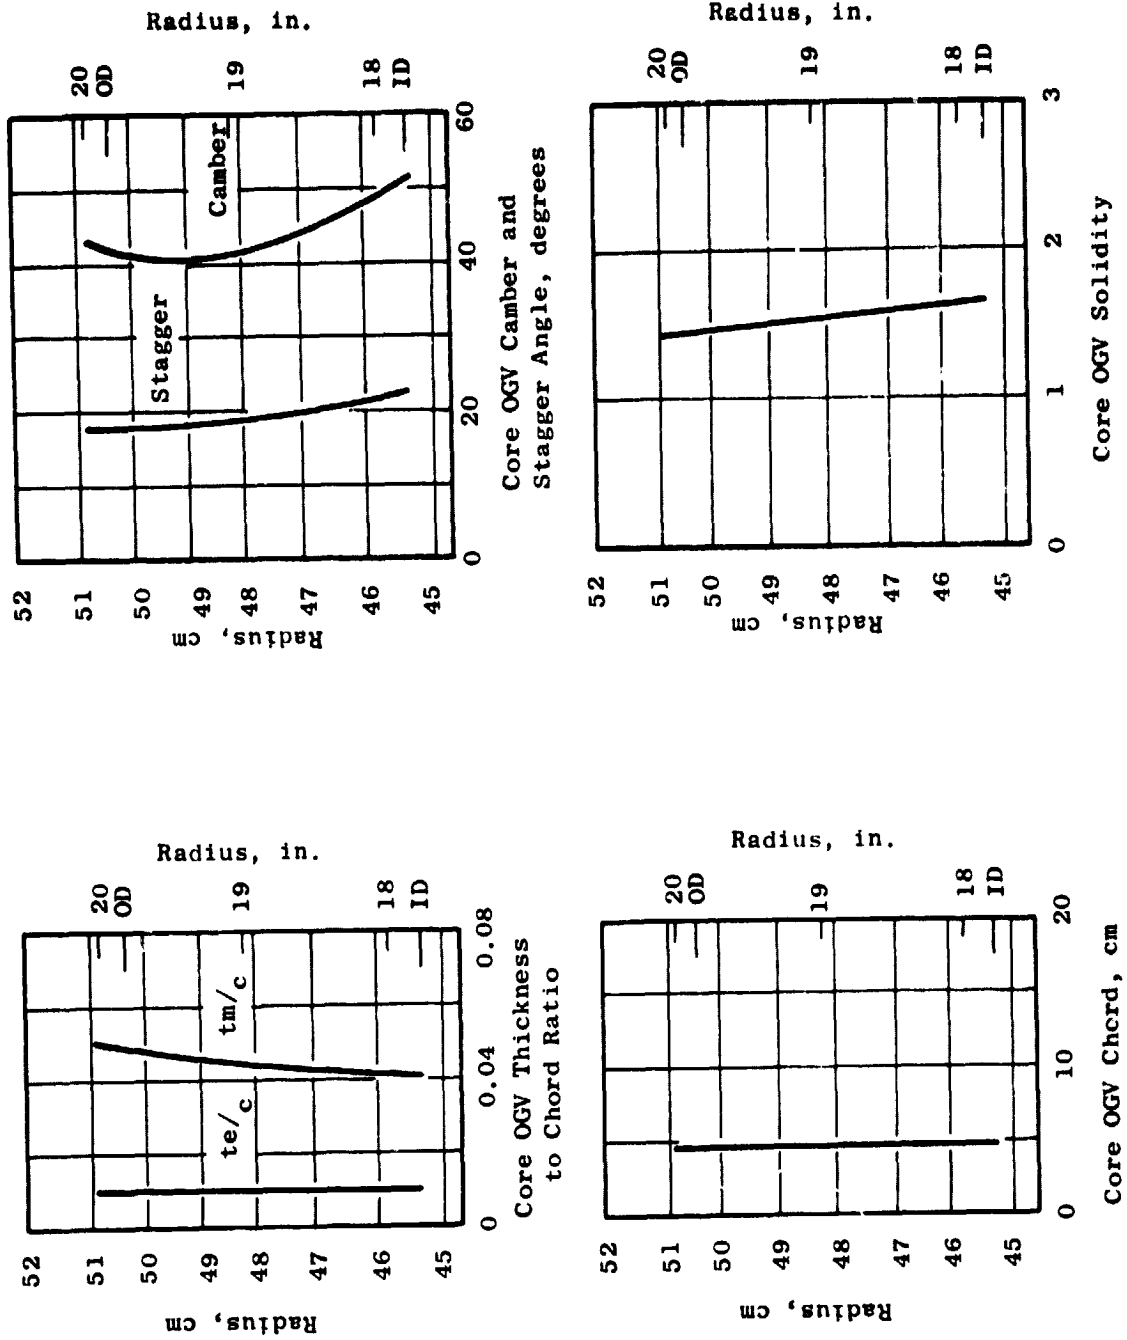 Radius, in.
20
OD
19
18
ID
Camber
Stagger
52
51
50
49
48
47
46
45
Radius, cm
0
20
40
60
Core OGV Camber and
Stagger Angle, degrees
Radius, in.
20
OD
19
18
ID
52
51
50
49
48
47
46
45
Radius, cm
0
1
2
3
Core OGV Solidity
Radius, in.
20
OD
19
18
ID
tm/c
te/c
52
51
50
49
48
47
46
45
Radius, cm
0
0.04
0.08
Core OGV Thickness
to Chord Ratio
Radius, in.
20
OD
19
18
ID
52
51
50
49
48
47
46
45
Radius, cm
0
10
20
Core OGV Chord, cm